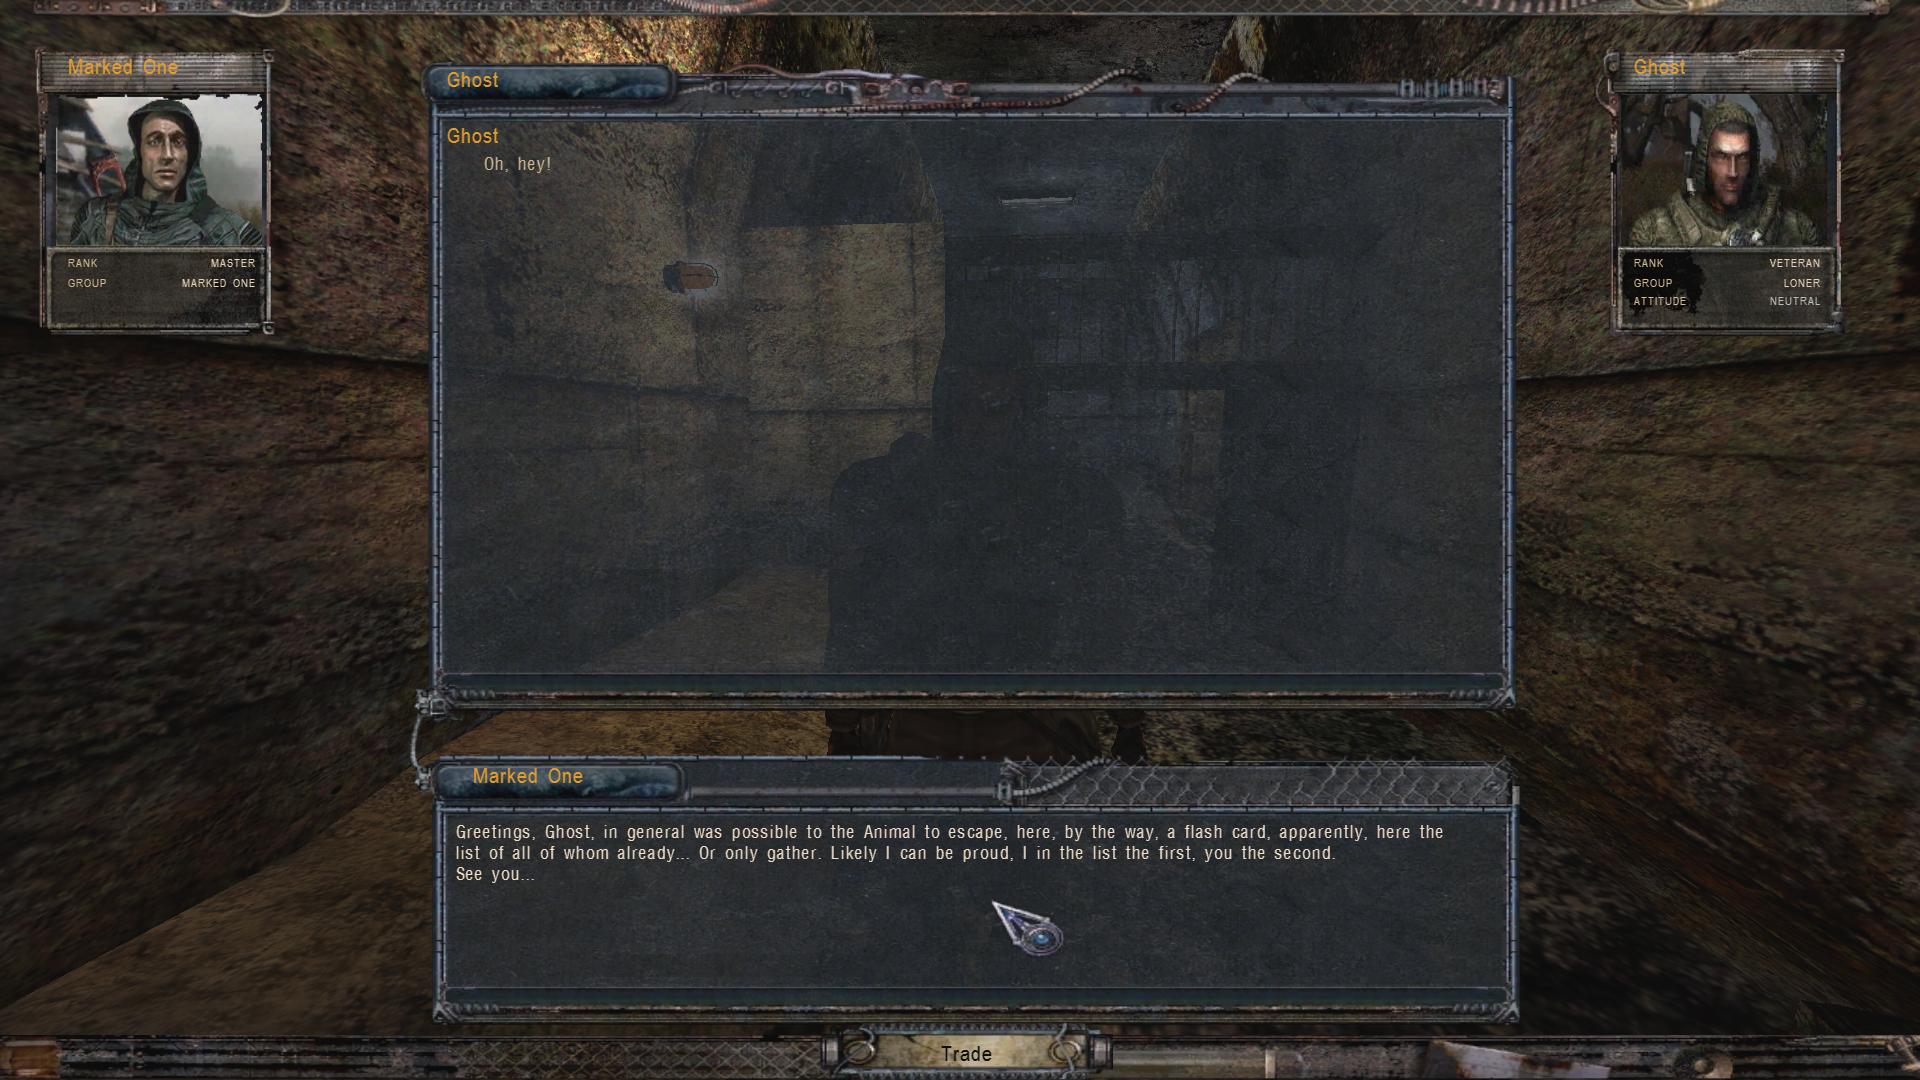 Marked One
RANK MASTER
GROUP MARKED ONE
Ghost
Ghost
Oh, hey!
Ghost
RANK VETERAN
GROUP LONER
ATTITUDE NEUTRAL
Marked One
Greetings, Ghost, in general was possible to the Animal to escape, here, by the way, a flash card, apparently, here the
list of all of whom already... Or only gather. Likely I can be proud, I in the list the first, you the second.
See you...
Trade